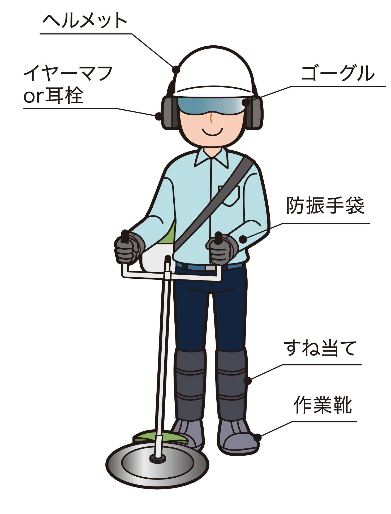 ヘルメット
イヤーマフ
or耳栓
ゴーグル
防振手袋
すね当て
作業靴